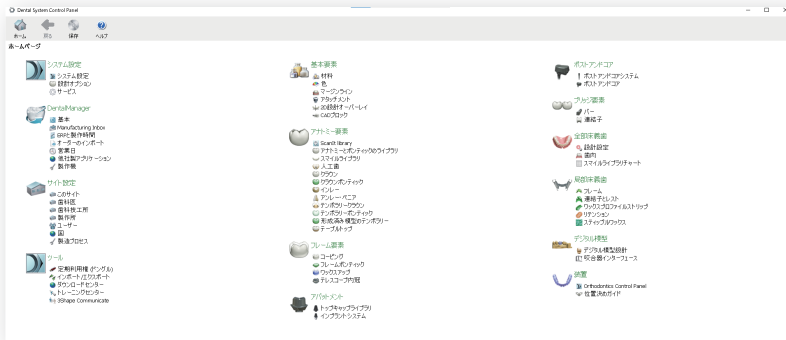 Dental System Control Panel
ホーム
戻る
保存
ヘルプ
ホームページ
システム設定
システム設定
設計オプション
サービス
DentalManager
基本
Manufacturing Inbox
ERPと製作時間
オーダーのインポート
営業日
他社製アプリケーション
製作機
サイト設定
このサイト
歯科医
歯科技工所
製作所
ユーザー
国
製造プロセス
ツール
定期利用権 (ドングル)
インポート/エクスポート
ダウンロードセンター
トレーニングセンター
3Shape Communicate
基本要素
材料
色
マージンライン
アタッチメント
2D設計オーバーレイ
CADブロック
アナトミー要素
ScanIt library
アナトミーとポンティックのライブラリ
スマイルライブラリ
人工歯
クラウン
クラウンポンティック
インレー
アンレー・ベニア
テンポラリークラウン
テンポラリーポンティック
形成済み模型のテンポラリー
テーブルトップ
フレーム要素
コーピング
フレームポンティック
ワックスアップ
テレスコープ内冠
アバットメント
トップキャップライブラリ
インプラントシステム
ポストアンドコア
ポストアンドコアシステム
ポストアンドコア
ブリッジ要素
バー
連結子
全部床義歯
設計設定
歯肉
スマイルライブラリチャート
局部床義歯
フレーム
連結子とレスト
ワックスプロファイルストリップ
リテンション
スティップルワックス
デジタル模型
デジタル模型設計
咬合器インターフェース
装置
Orthodontics Control Panel
位置決めガイド